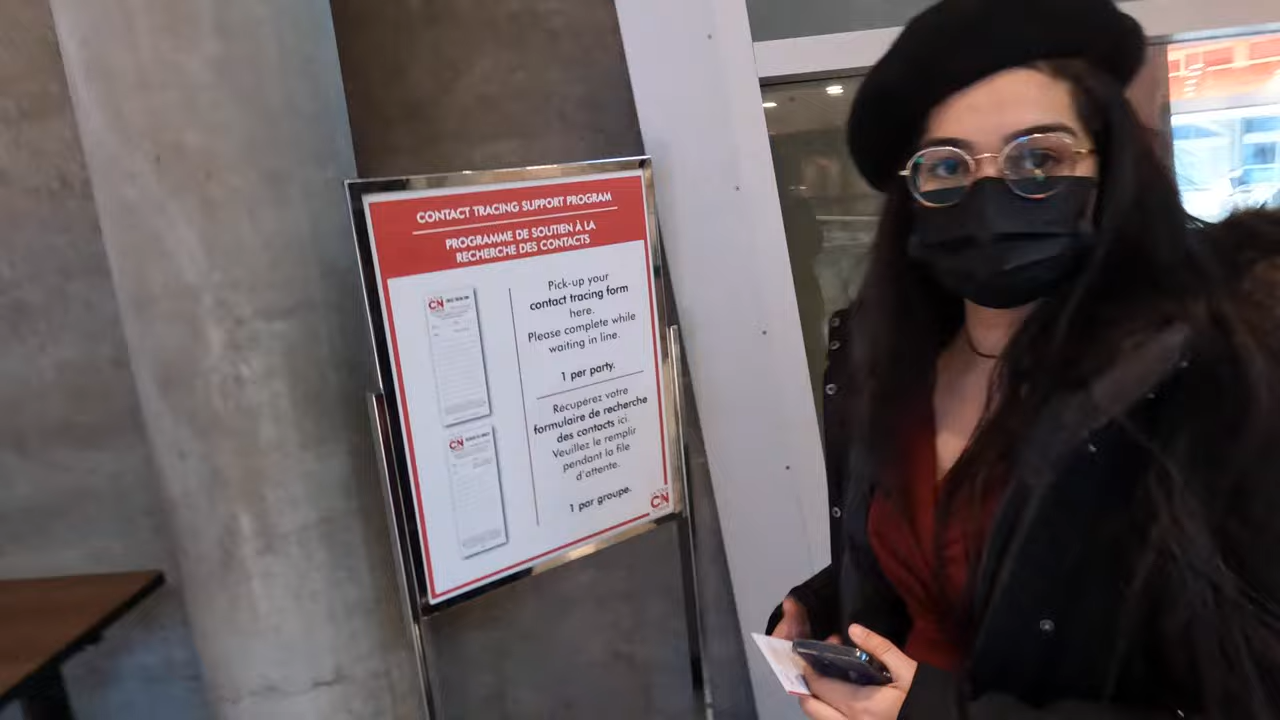 CONTACT TRACING SUPPORT PROGRAM
PROGRAMME DE SOUTIEN À LA
RECHERCHE DES CONTACTS
CN
Pick-up your
contact tracing form
here.
Please complete while
waiting in line.
1 per party.
CN
Récupérez votre
formulaire de recherche
des contacts ici.
Veuillez le remplir
pendant la file
d'attente.
1 par groupe.
CN